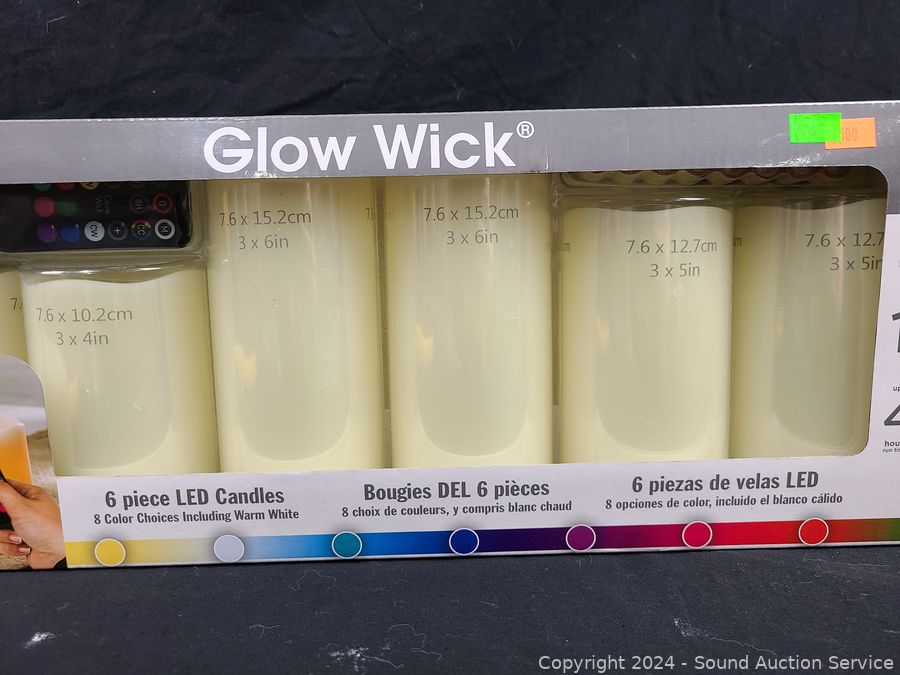 Glow Wick®
7.6 x 15.2cm
3 x 6in
7.6 x 15.2cm
3 x 6in
7.6 x 12.7cm
3 x 5in
7.6 x 12.7
3 x 5in
7.6 x 10.2cm
3 x 4in
Glow
Wick
CW
+
M
6 piece LED Candles
8 Color Choices Including Warm White
Bougies DEL 6 pièces
8 choix de couleurs, y compris blanc chaud
6 piezas de velas LED
8 opciones de color, incluido el blanco cálido
Copyright 2024 - Sound Auction Service